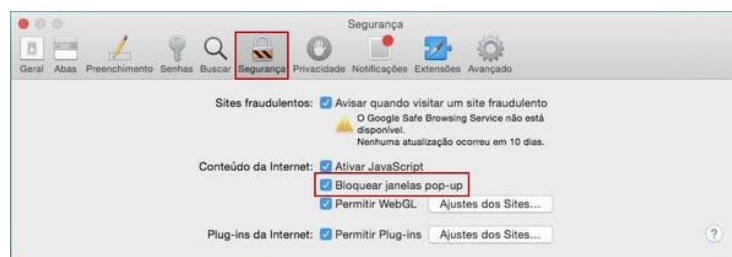 Segurança
Geral Abas Preenchimento Senhas Buscar Segurança Privacidade Notificações Extensões Avançado
Sites fraudulentos: Avisar quando visitar um site fraudulento
O Google Safe Browsing Service não está
disponível.
Nenhuma atualização ocorreu em 10 dias.
Conteúdo da Internet: Ativar JavaScript
Bloquear janelas pop-up
Permitir WebGL Ajustes dos Sites...
Plug-ins da Internet: Permitir Plug-ins Ajustes dos Sites...
?